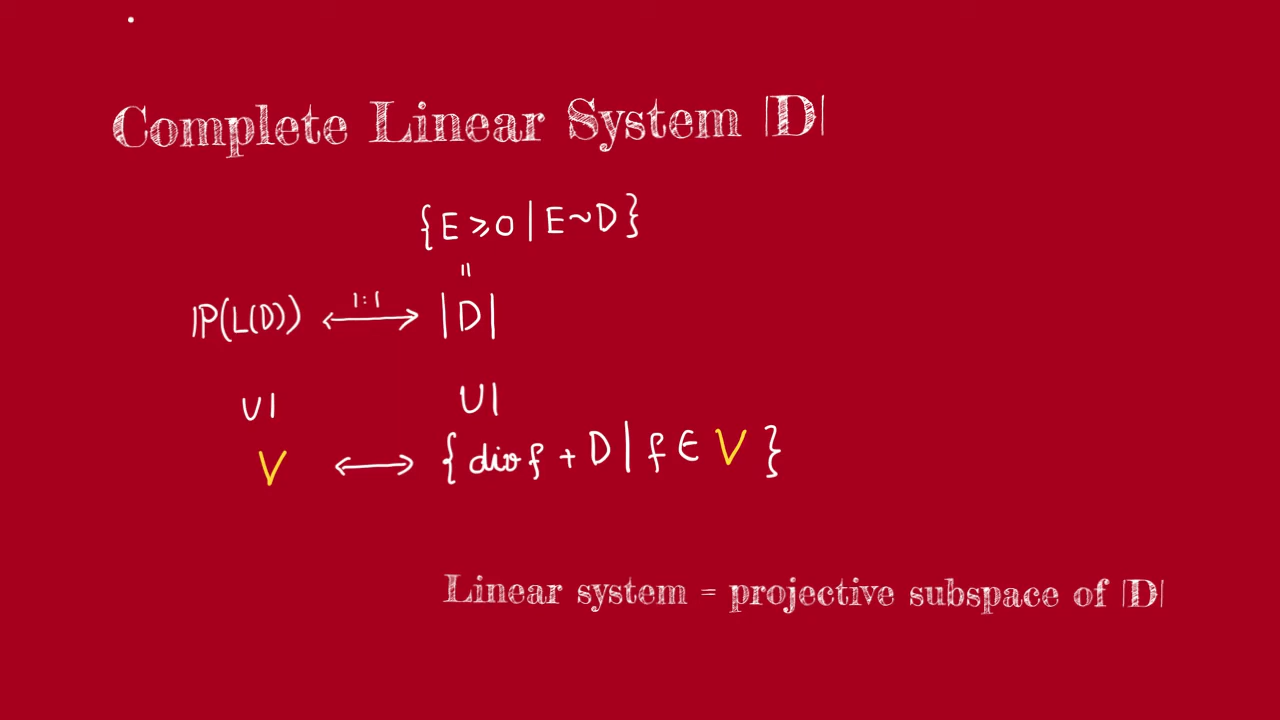 Complete Linear System |D|
{E ⩾ 0 | E ~ D}
=
ℙ(L(D)) ⟷ 1:1 |D|
∪| ∪|
V ⟷ {div f + D | f ∈ V}
Linear system = projective subspace of |D|